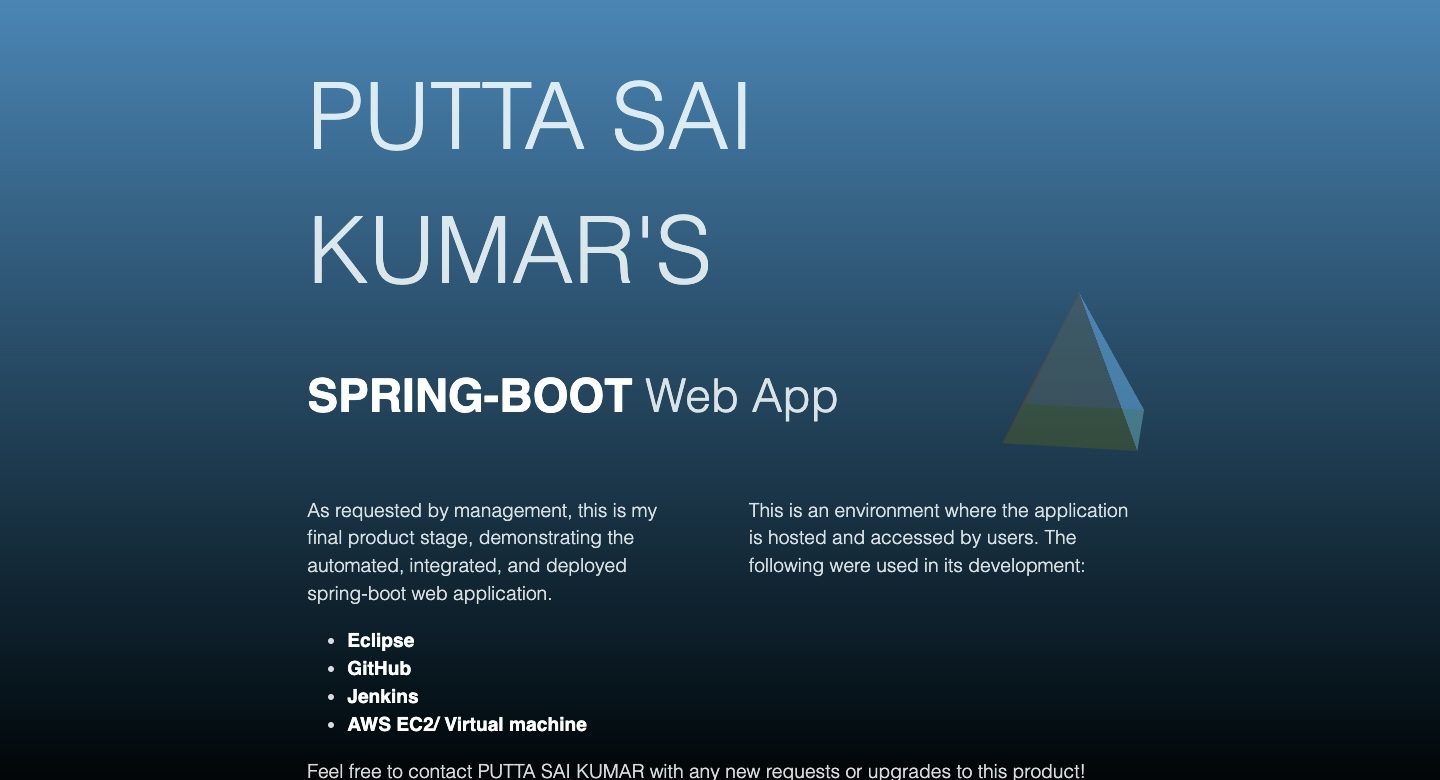 PUTTA SAI
KUMAR'S
SPRING-BOOT Web App
As requested by management, this is my
final product stage, demonstrating the
automated, integrated, and deployed
spring-boot web application.
This is an environment where the application
is hosted and accessed by users. The
following were used in its development:
• Eclipse
• GitHub
• Jenkins
• AWS EC2/ Virtual machine
Feel free to contact PUTTA SAI KUMAR with any new requests or upgrades to this product!